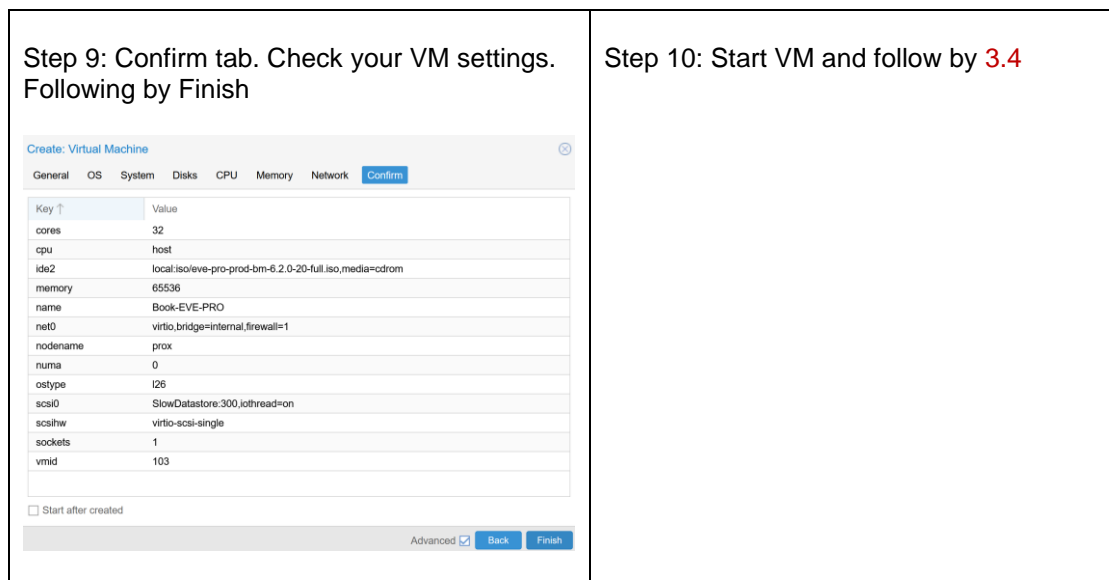 Step 9: Confirm tab. Check your VM settings.
Following by Finish
Create: Virtual Machine
General OS System Disks CPU Memory Network Confirm
Key ↑ Value
cores 32
cpu host
ide2 local:iso/eve-pro-prod-bm-6.2.0-20-full.iso,media=cdrom
memory 65536
name Book-EVE-PRO
net0 virtio,bridge=internal,firewall=1
nodename prox
numa 0
ostype l26
scsi0 SlowDatastore:300,iothread=on
scsihw virtio-scsi-single
sockets 1
vmid 103
Start after created
Advanced Back Finish
Step 10: Start VM and follow by 3.4